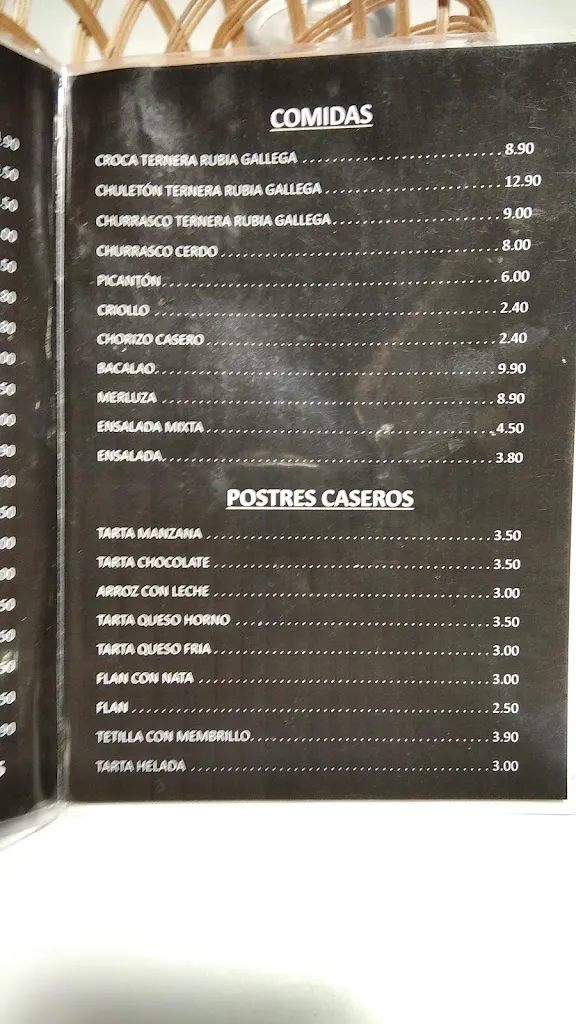 COMIDAS
CROCA TERNERA RUBIA GALLEGA 8.90
CHULETÓN TERNERA RUBIA GALLEGA 12.90
CHURRASCO TERNERA RUBIA GALLEGA 9.00
CHURRASCO CERDO 8.00
PICANTÓN 6.00
CRIOLLO 2.40
CHORIZO CASERO 2.40
BACALAO 9.90
MERLUZA 8.90
ENSALADA MIXTA 4.50
ENSALADA 3.80
POSTRES CASEROS
TARTA MANZANA 3.50
TARTA CHOCOLATE 3.50
ARROZ CON LECHE 3.00
TARTA QUESO HORNO 3.50
TARTA QUESO FRIA 3.00
FLAN CON NATA 3.00
FLAN 2.50
TETILLA CON MEMBRILLO 3.90
TARTA HELADA 3.00